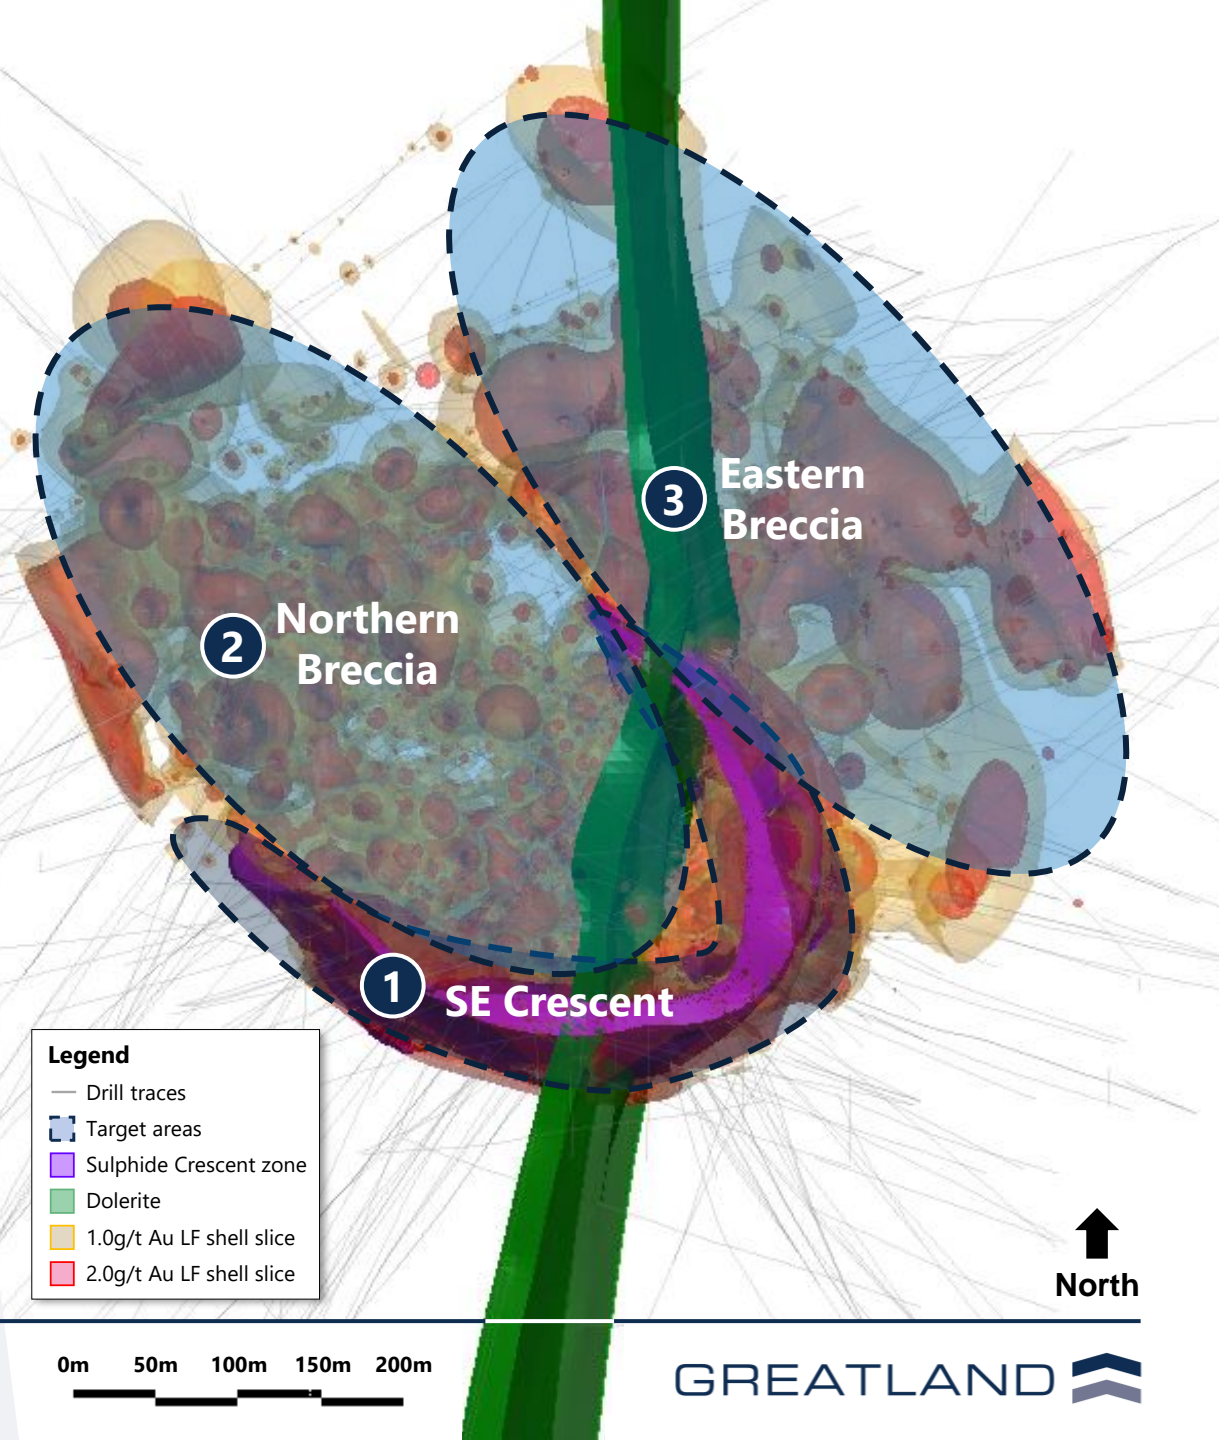 3
Eastern
Breccia
2
Northern
Breccia
1
SE Crescent
Legend
Drill traces
Target areas
Sulphide Crescent zone
Dolerite
1.0g/t Au LF shell slice
2.0g/t Au LF shell slice
North
0m 50m 100m 150m 200m
GREATLAND